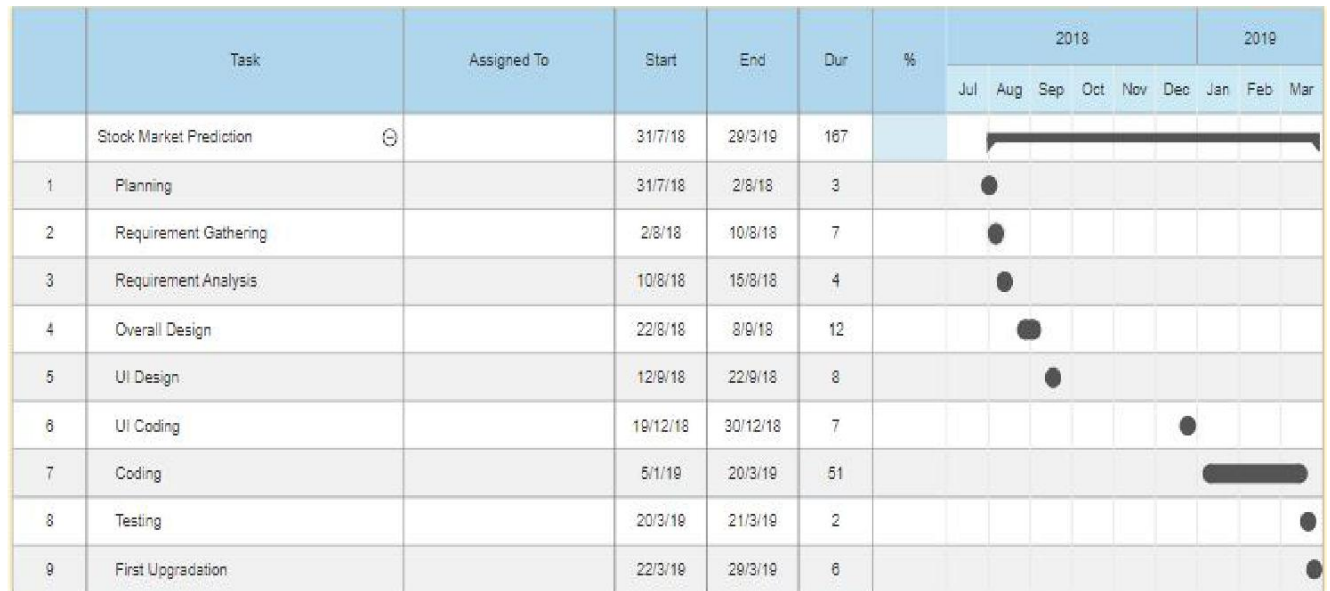 Task Assigned To Start End Dur % 2018 2019
Jul Aug Sep Oct Nov Dec Jan Feb Mar
Stock Market Prediction 31/7/18 29/3/19 167
1 Planning 31/7/18 2/8/18 3
2 Requirement Gathering 2/8/18 10/8/18 7
3 Requirement Analysis 10/8/18 15/8/18 4
4 Overall Design 22/8/18 8/9/18 12
5 UI Design 12/9/18 22/9/18 8
6 UI Coding 19/12/18 30/12/18 7
7 Coding 5/1/19 20/3/19 51
8 Testing 20/3/19 21/3/19 2
9 First Upgradation 22/3/19 29/3/19 6